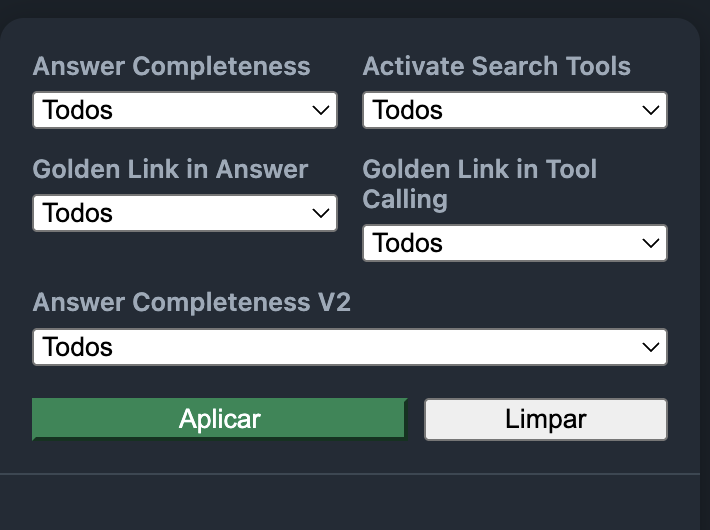 Answer Completeness
Activate Search Tools
Todos
Todos
Golden Link in Answer
Golden Link in Tool
Calling
Todos
Todos
Answer Completeness V2
Todos
Aplicar
Limpar